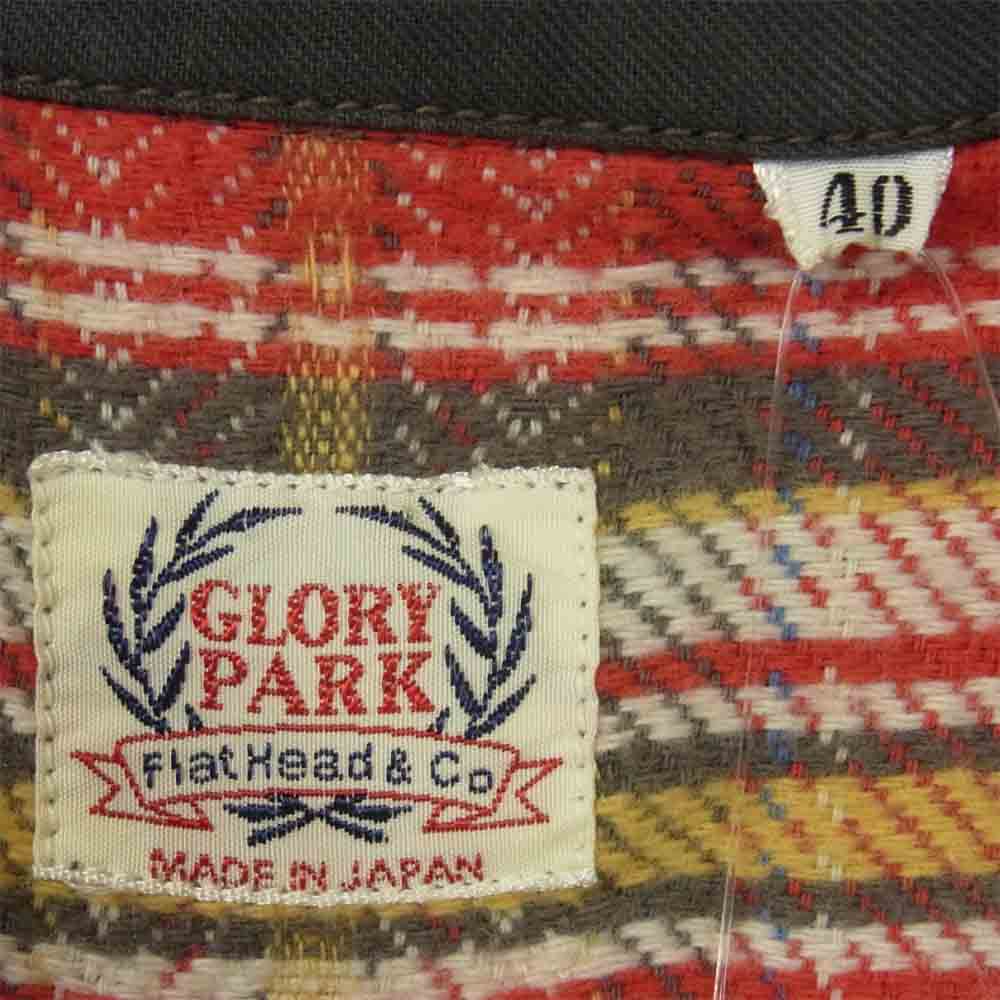 40
GLORY
PARK
FlatHead & Co
MADE IN JAPAN